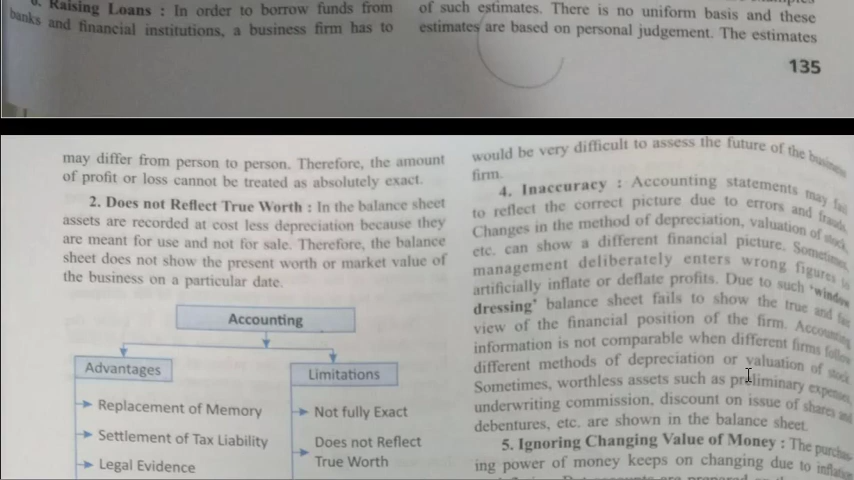 6. Raising Loans : In order to borrow funds from
banks and financial institutions, a business firm has to
of such estimates. There is no uniform basis and these
estimates are based on personal judgement. The estimates
135
may differ from person to person. Therefore, the amount
of profit or loss cannot be treated as absolutely exact.
2. Does not Reflect True Worth : In the balance sheet
assets are recorded at cost less depreciation because they
are meant for use and not for sale. Therefore, the balance
sheet does not show the present worth or market value of
the business on a particular date.
Accounting
Advantages
Replacement of Memory
Settlement of Tax Liability
Legal Evidence
Limitations
Not fully Exact
Does not Reflect
True Worth
would be very difficult to assess the future of the business
firm.
4. Inaccuracy : Accounting statements may fail
to reflect the correct picture due to errors and frauds.
Changes in the method of depreciation, valuation of stock,
etc. can show a different financial picture. Sometimes,
management deliberately enters wrong figures to
artificially inflate or deflate profits. Due to such 'window
dressing' balance sheet fails to show the true and fair
view of the financial position of the firm. Accounting
information is not comparable when different firms follow
different methods of depreciation or valuation of stock.
Sometimes, worthless assets such as preliminary expenses,
underwriting commission, discount on issue of shares and
debentures, etc. are shown in the balance sheet.
5. Ignoring Changing Value of Money : The purchas-
ing power of money keeps on changing due to inflation